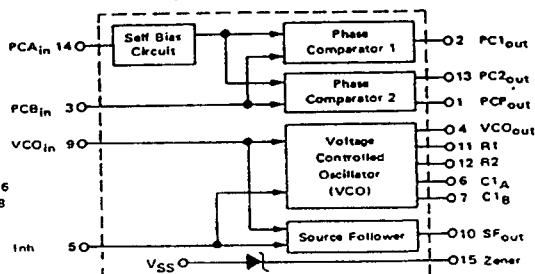 PCAin 14
Self Bias
Circuit
Phase
Comparator 1
2 PC1out
Phase
Comparator 2
13 PC2out
1 PCPout
PCBin 3
VCOin 9
Voltage
Controlled
Oscillator
(VCO)
4 VCOout
11 R1
12 R2
6 C1A
7 C1B
6
8
Inh 5
Source Follower
10 SFout
VSS
15 Zener